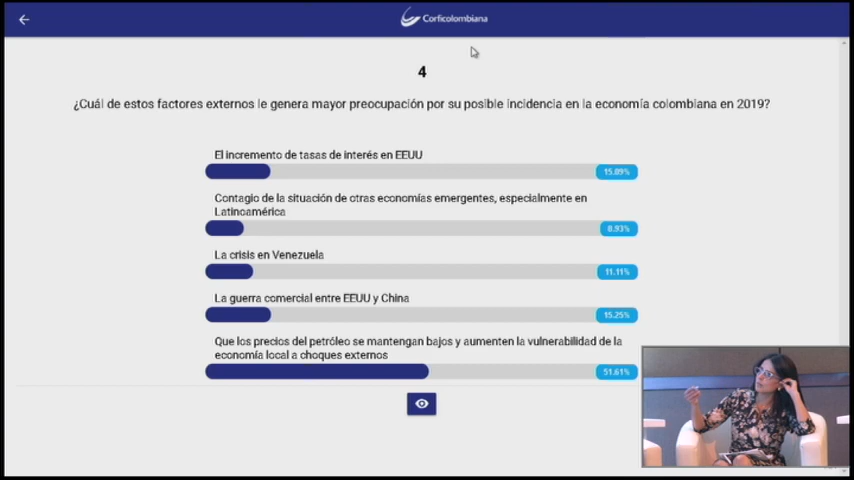 Corficolombiana
4
¿Cuál de estos factores externos le genera mayor preocupación por su posible incidencia en la economía colombiana en 2019?
El incremento de tasas de interés en EEUU
15.09%
Contagio de la situación de otras economías emergentes, especialmente en
Latinoamérica
8.93%
La crisis en Venezuela
11.11%
La guerra comercial entre EEUU y China
15.25%
Que los precios del petróleo se mantengan bajos y aumenten la vulnerabilidad de la
economía local a choques externos
51.61%